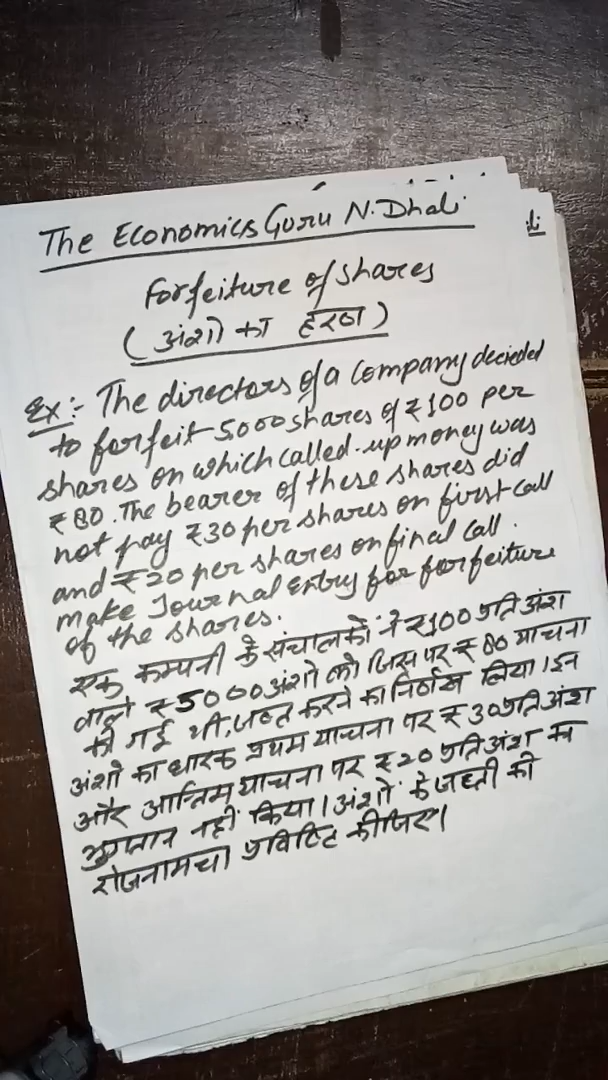 The Economics Guru N. Dhali
li
Forfeiture of shares
(अंशो का हरण)
Ex:- The directors of a company decieded
to forfeit 5000 shares of ₹100 per
shares on which called-up money was
₹80. The bearer of these shares did
not pay ₹30 per shares on first call
and ₹20 per shares on final call.
make Journal Entry for forfeiture
of the shares.
एक कम्पनी के संचालकों ने ₹100 प्रति अंश
वाले ₹5000 अंशों को जिस पर ₹80 याचना
की गई थी, जब्त करने का निर्णय लिया। इन
अंशों का धारक प्रथम याचना पर ₹30 प्रति अंश
और अन्तिम याचना पर ₹20 प्रति अंश का
भुगतान नहीं किया। अंशों के जब्ती की
रोजनामचा प्रविष्टि कीजिए।